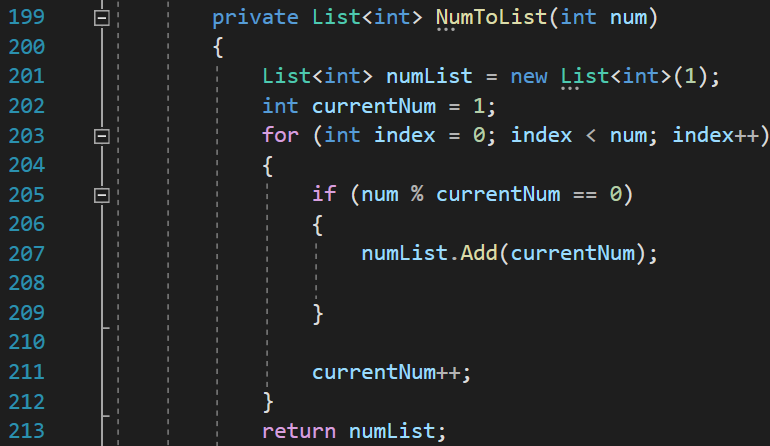 199 private List<int> NumToList(int num)
200 {
201 List<int> numList = new List<int>(1);
202 int currentNum = 1;
203 for (int index = 0; index < num; index++)
204 {
205 if (num % currentNum == 0)
206 {
207 numList.Add(currentNum);
208
209 }
210
211 currentNum++;
212 }
213 return numList;